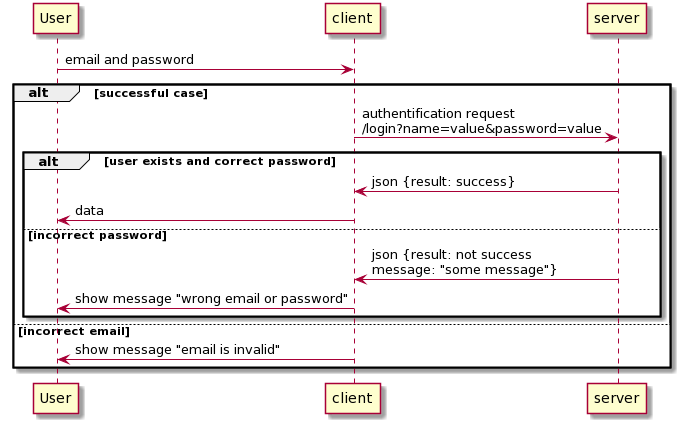 User client server
email and password
alt [successful case]
authentification request
/login?name=value&password=value
alt [user exists and correct password]
json {result: success}
data
[incorrect password]
json {result: not success
message: "some message"}
show message "wrong email or password"
[incorrect email]
show message "email is invalid"
User client server